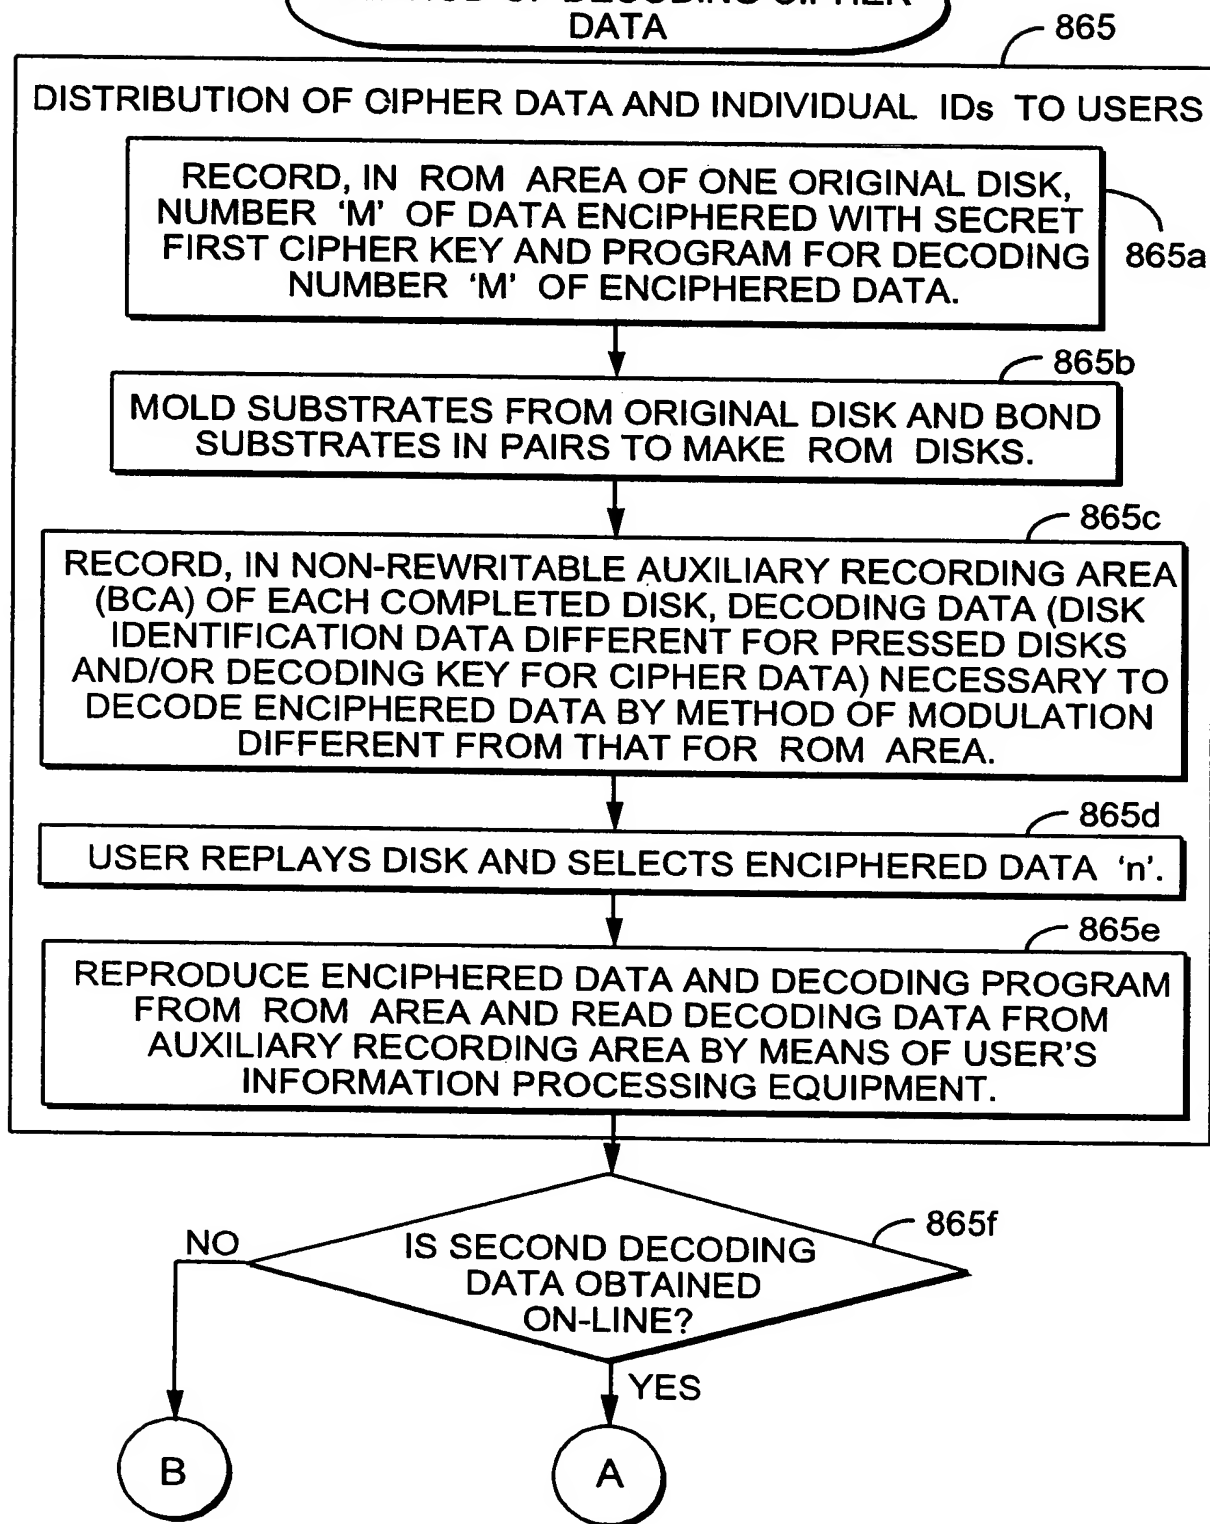 DECODING CIPHER
DATA
865
DISTRIBUTION OF CIPHER DATA AND INDIVIDUAL IDs TO USERS
RECORD, IN ROM AREA OF ONE ORIGINAL DISK,
NUMBER 'M' OF DATA ENCIPHERED WITH SECRET
FIRST CIPHER KEY AND PROGRAM FOR DECODING
NUMBER 'M' OF ENCIPHERED DATA.
865a
865b
MOLD SUBSTRATES FROM ORIGINAL DISK AND BOND
SUBSTRATES IN PAIRS TO MAKE ROM DISKS.
865c
RECORD, IN NON-REWRITABLE AUXILIARY RECORDING AREA
(BCA) OF EACH COMPLETED DISK, DECODING DATA (DISK
IDENTIFICATION DATA DIFFERENT FOR PRESSED DISKS
AND/OR DECODING KEY FOR CIPHER DATA) NECESSARY TO
DECODE ENCIPHERED DATA BY METHOD OF MODULATION
DIFFERENT FROM THAT FOR ROM AREA.
865d
USER REPLAYS DISK AND SELECTS ENCIPHERED DATA 'n'.
865e
REPRODUCE ENCIPHERED DATA AND DECODING PROGRAM
FROM ROM AREA AND READ DECODING DATA FROM
AUXILIARY RECORDING AREA BY MEANS OF USER'S
INFORMATION PROCESSING EQUIPMENT.
865f
NO
IS SECOND DECODING
DATA OBTAINED
ON-LINE?
YES
B
A